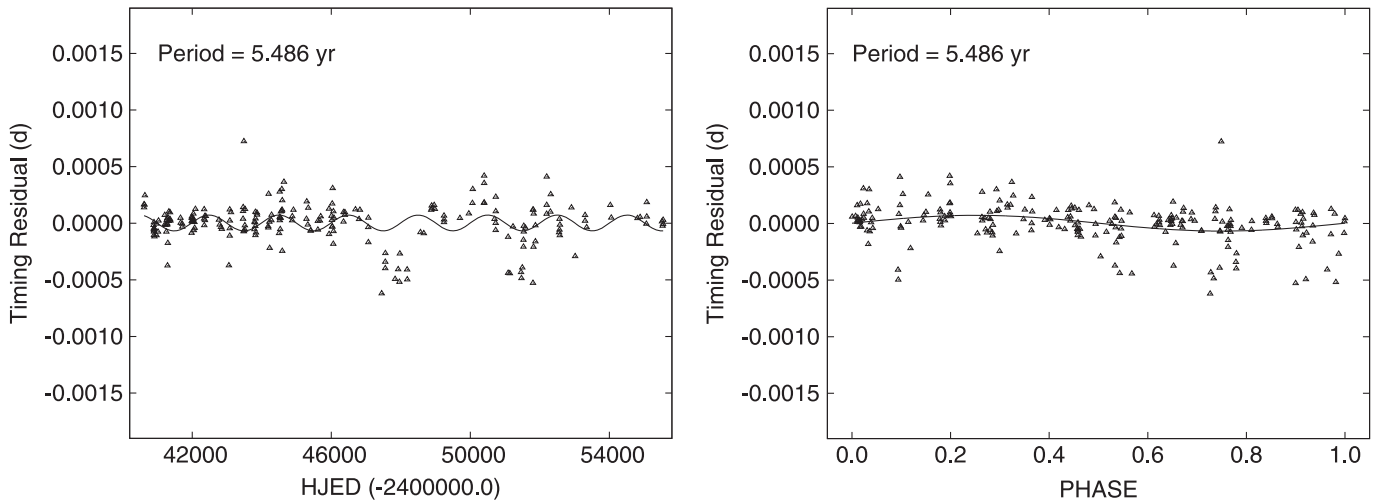 Period = 5.486 yr
Timing Residual (d)
0.0015
0.0010
0.0005
0.0000
-0.0005
-0.0010
-0.0015
42000 46000 50000 54000
HJED (-2400000.0)
Period = 5.486 yr
Timing Residual (d)
0.0015
0.0010
0.0005
0.0000
-0.0005
-0.0010
-0.0015
0.0 0.2 0.4 0.6 0.8 1.0
PHASE